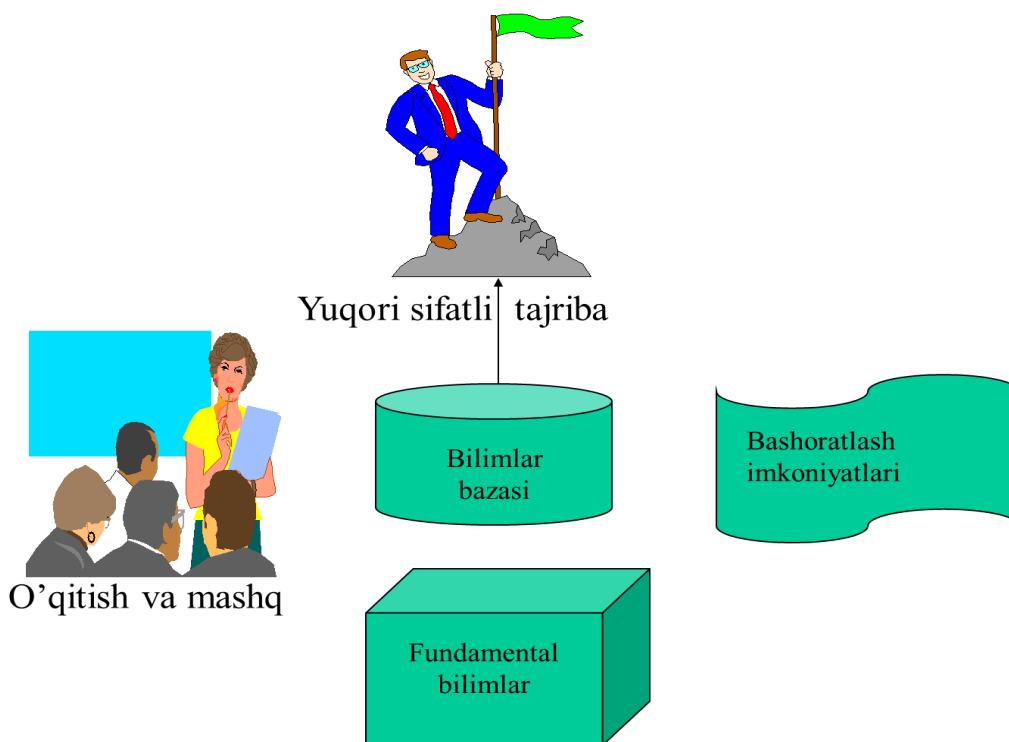 Yuqori sifatli tajriba
Bilimlar
bazasi
Bashoratlash
imkoniyatlari
O’qitish va mashq
Fundamental
bilimlar